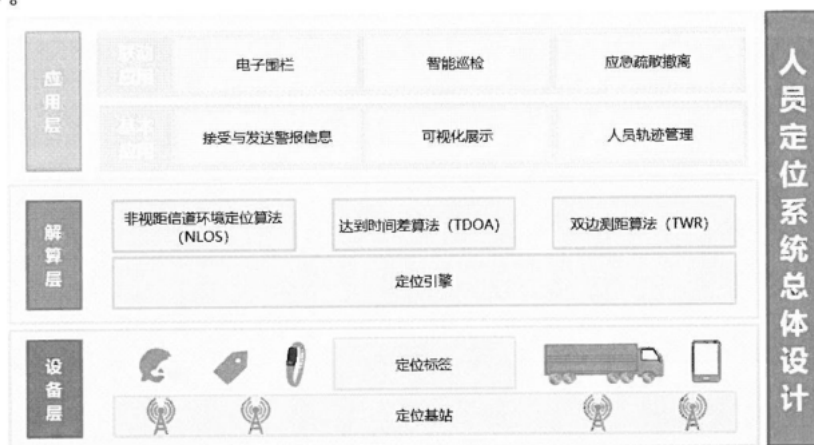 应用层
电子围栏
智能巡检
应急疏散撤离
接受与发送警报信息
可视化展示
人员轨迹管理
解算层
非视距信道环境定位算法
(NLOS)
达到时间差算法（TDOA）
双边测距算法（TWR）
定位引擎
设备层
定位标签
定位基站
人员定位系统总体设计